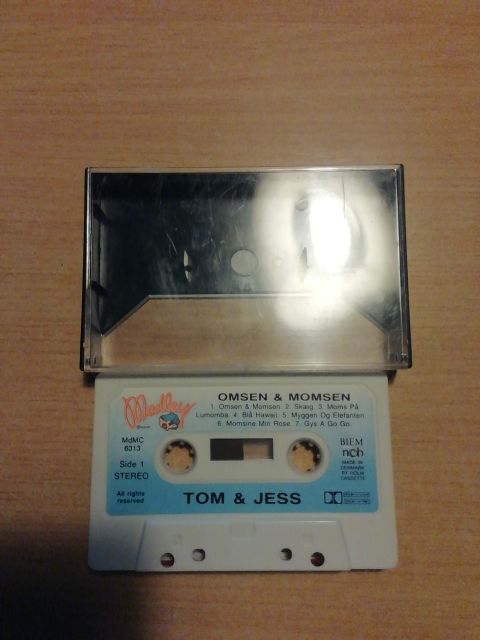 Medley
OMSEN & MOMSEN
1. Omsen & Momsen. 2. Skæg. 3. Moms På
Lumomba. 4. Blå Hawaii. 5. Myggen Og Elefanten.
6. Momsine Min Rose. 7. Gys A Go Go.
MdMC
6313
Side 1
STEREO
BIEM
ncb
MADE IN
DENMARK
BY HOLM
CASSETTE
All rights
reserved
TOM & JESS